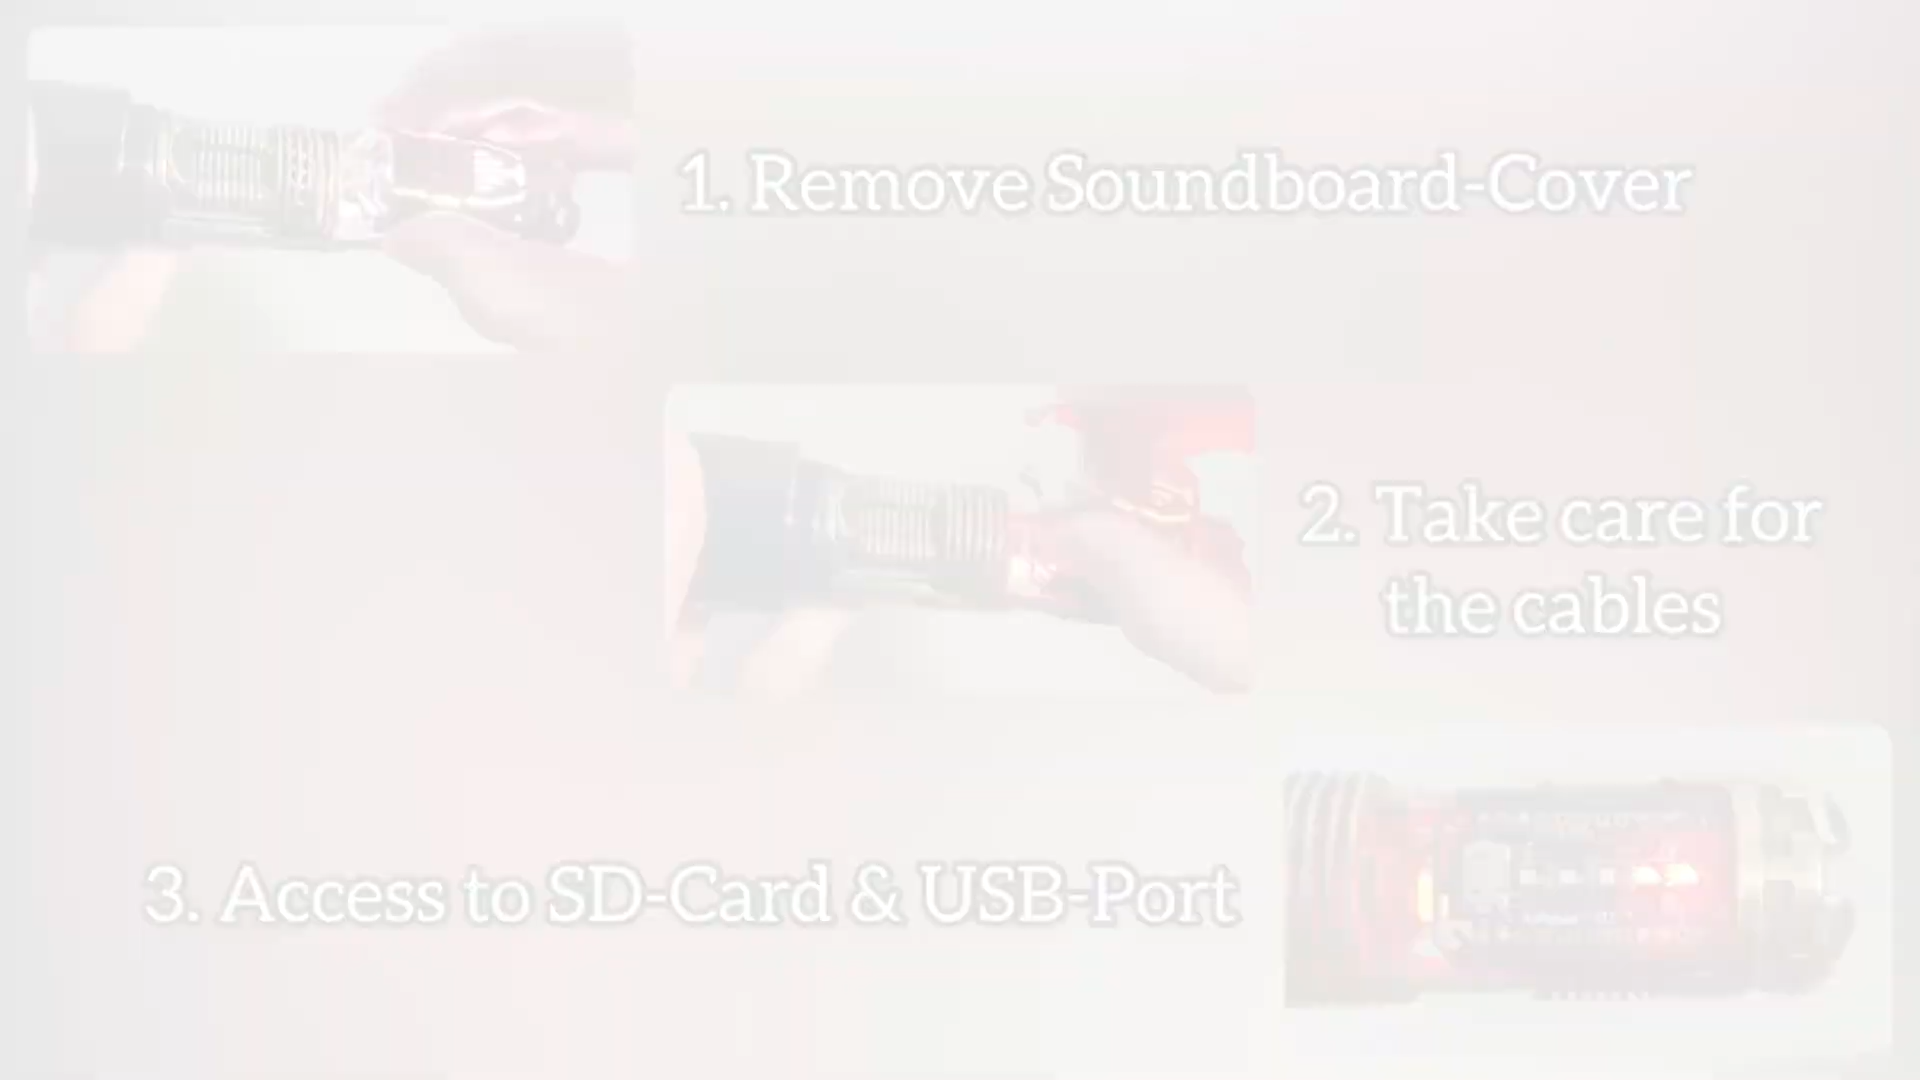 1. Remove Soundboard-Cover
2. Take care for
the cables
3. Access to SD-Card & USB-Port